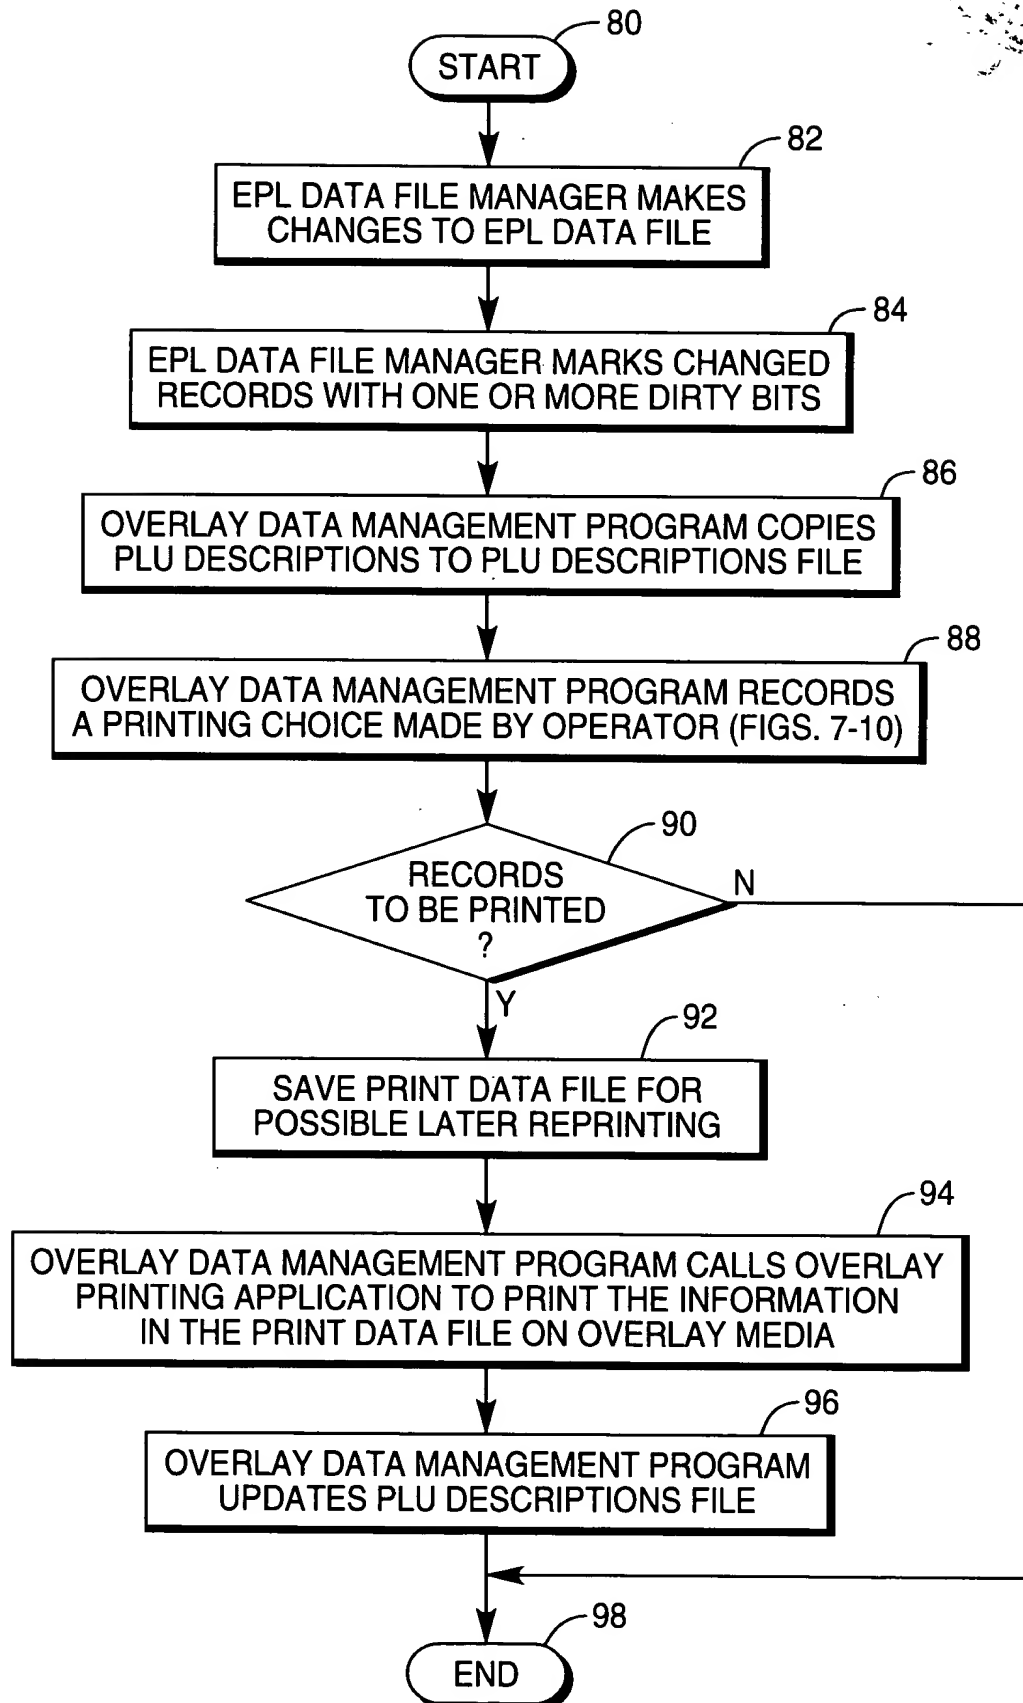 80
START
82
EPL DATA FILE MANAGER MAKES
CHANGES TO EPL DATA FILE
84
EPL DATA FILE MANAGER MARKS CHANGED
RECORDS WITH ONE OR MORE DIRTY BITS
86
OVERLAY DATA MANAGEMENT PROGRAM COPIES
PLU DESCRIPTIONS TO PLU DESCRIPTIONS FILE
88
OVERLAY DATA MANAGEMENT PROGRAM RECORDS
A PRINTING CHOICE MADE BY OPERATOR (FIGS. 7-10)
90
RECORDS
TO BE PRINTED
?
N
Y
92
SAVE PRINT DATA FILE FOR
POSSIBLE LATER REPRINTING
94
OVERLAY DATA MANAGEMENT PROGRAM CALLS OVERLAY
PRINTING APPLICATION TO PRINT THE INFORMATION
IN THE PRINT DATA FILE ON OVERLAY MEDIA
96
OVERLAY DATA MANAGEMENT PROGRAM
UPDATES PLU DESCRIPTIONS FILE
98
END